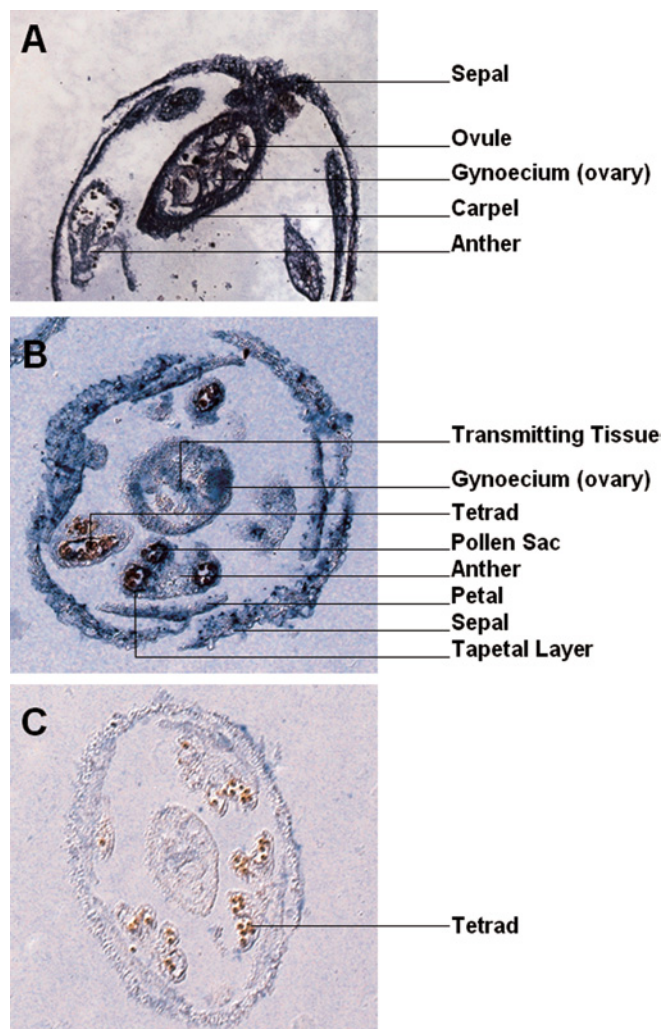 A
Sepal
Ovule
Gynoecium (ovary)
Carpel
Anther
B
Transmitting Tissue
Gynoecium (ovary)
Tetrad
Pollen Sac
Anther
Petal
Sepal
Tapetal Layer
C
Tetrad